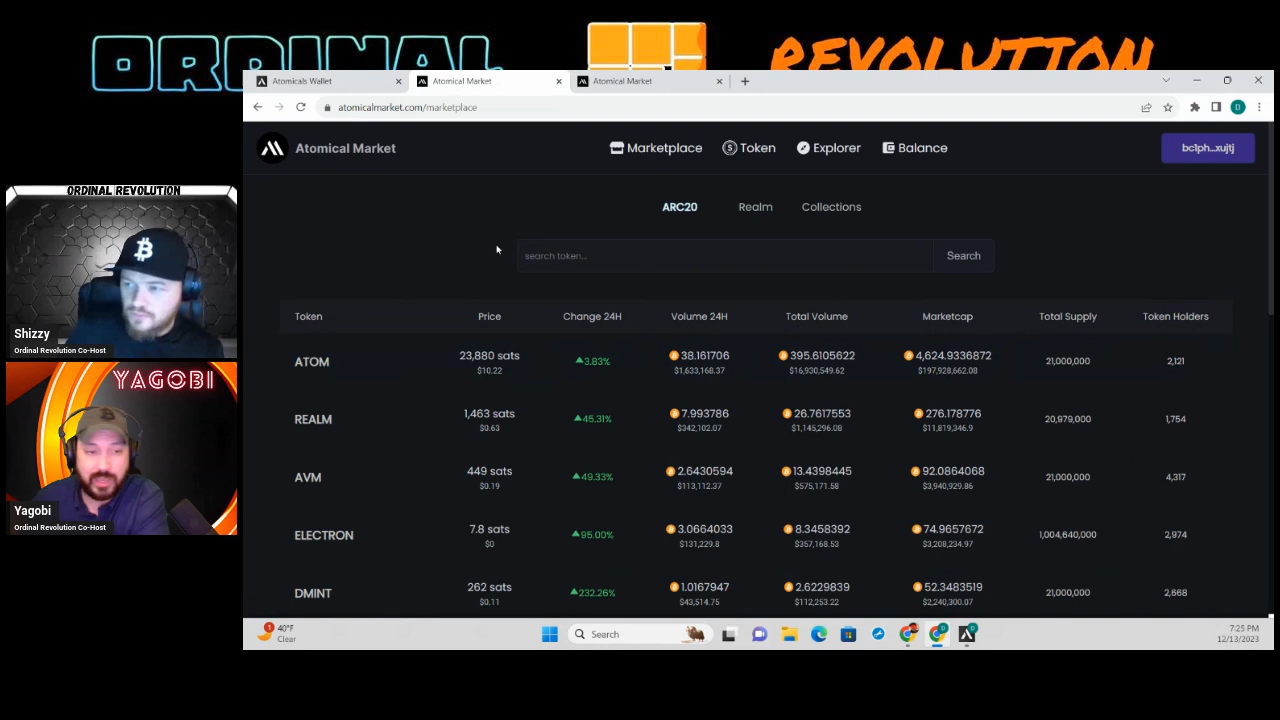 ORDINAL REVOLUTION
Atomicals Wallet
Atomical Market
Atomical Market
atomicalmarket.com/marketplace
D
Atomical Market
Marketplace
Token
Explorer
Balance
bc1ph...xujtj
ARC20
Realm
Collections
search token...
Search
Token Price Change 24H Volume 24H Total Volume Marketcap Total Supply Token Holders
ATOM 23,880 sats 3.83% 38.161706 395.6105622 4,624.9336872 21,000,000 2,121
$10.22 $1,633,168.37 $16,930,549.62 $197,928,662.08
REALM 1,463 sats 45.31% 7.993786 26.7617553 276.178776 20,979,000 1,754
$0.63 $342,102.07 $1,145,296.08 $11,819,346.9
AVM 449 sats 49.33% 2.6430594 13.4398445 92.0864068 21,000,000 4,317
$0.19 $113,112.37 $575,171.58 $3,940,929.86
ELECTRON 7.8 sats 95.00% 3.0664033 8.3458392 74.9657672 1,004,640,000 2,974
$0 $131,229.8 $357,168.53 $3,208,234.97
DMINT 262 sats 232.26% 1.0167947 2.6229839 52.3483519 21,000,000 2,668
$0.11 $43,514.75 $112,253.22 $2,240,300.07
ORDINAL REVOLUTION
Shizzy
Ordinal Revolution Co-Host
YAGOBI
Yagobi
Ordinal Revolution Co-Host
1
40°F
Clear
Search
7:25 PM
12/13/2023